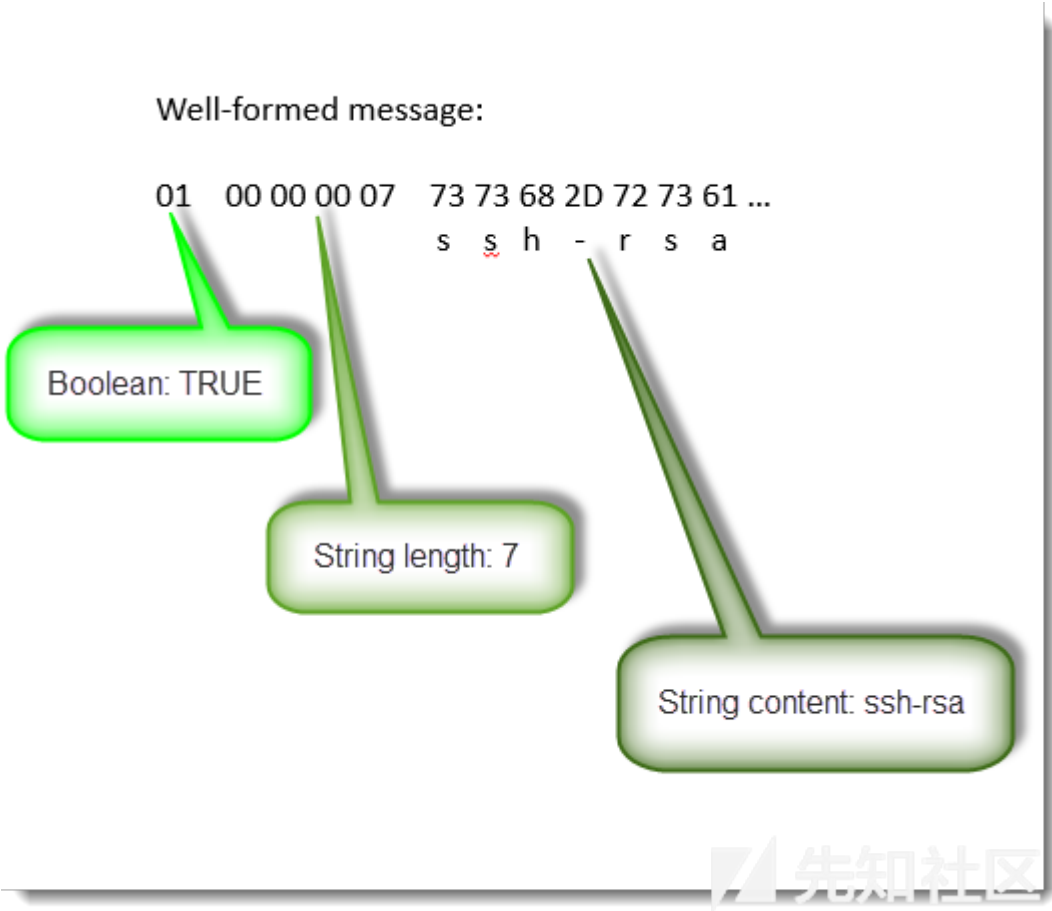 Well-formed message:
01 00 00 00 07 73 73 68 2D 72 73 61 ...
s s h - r s a
Boolean: TRUE
String length: 7
String content: ssh-rsa
先知社区